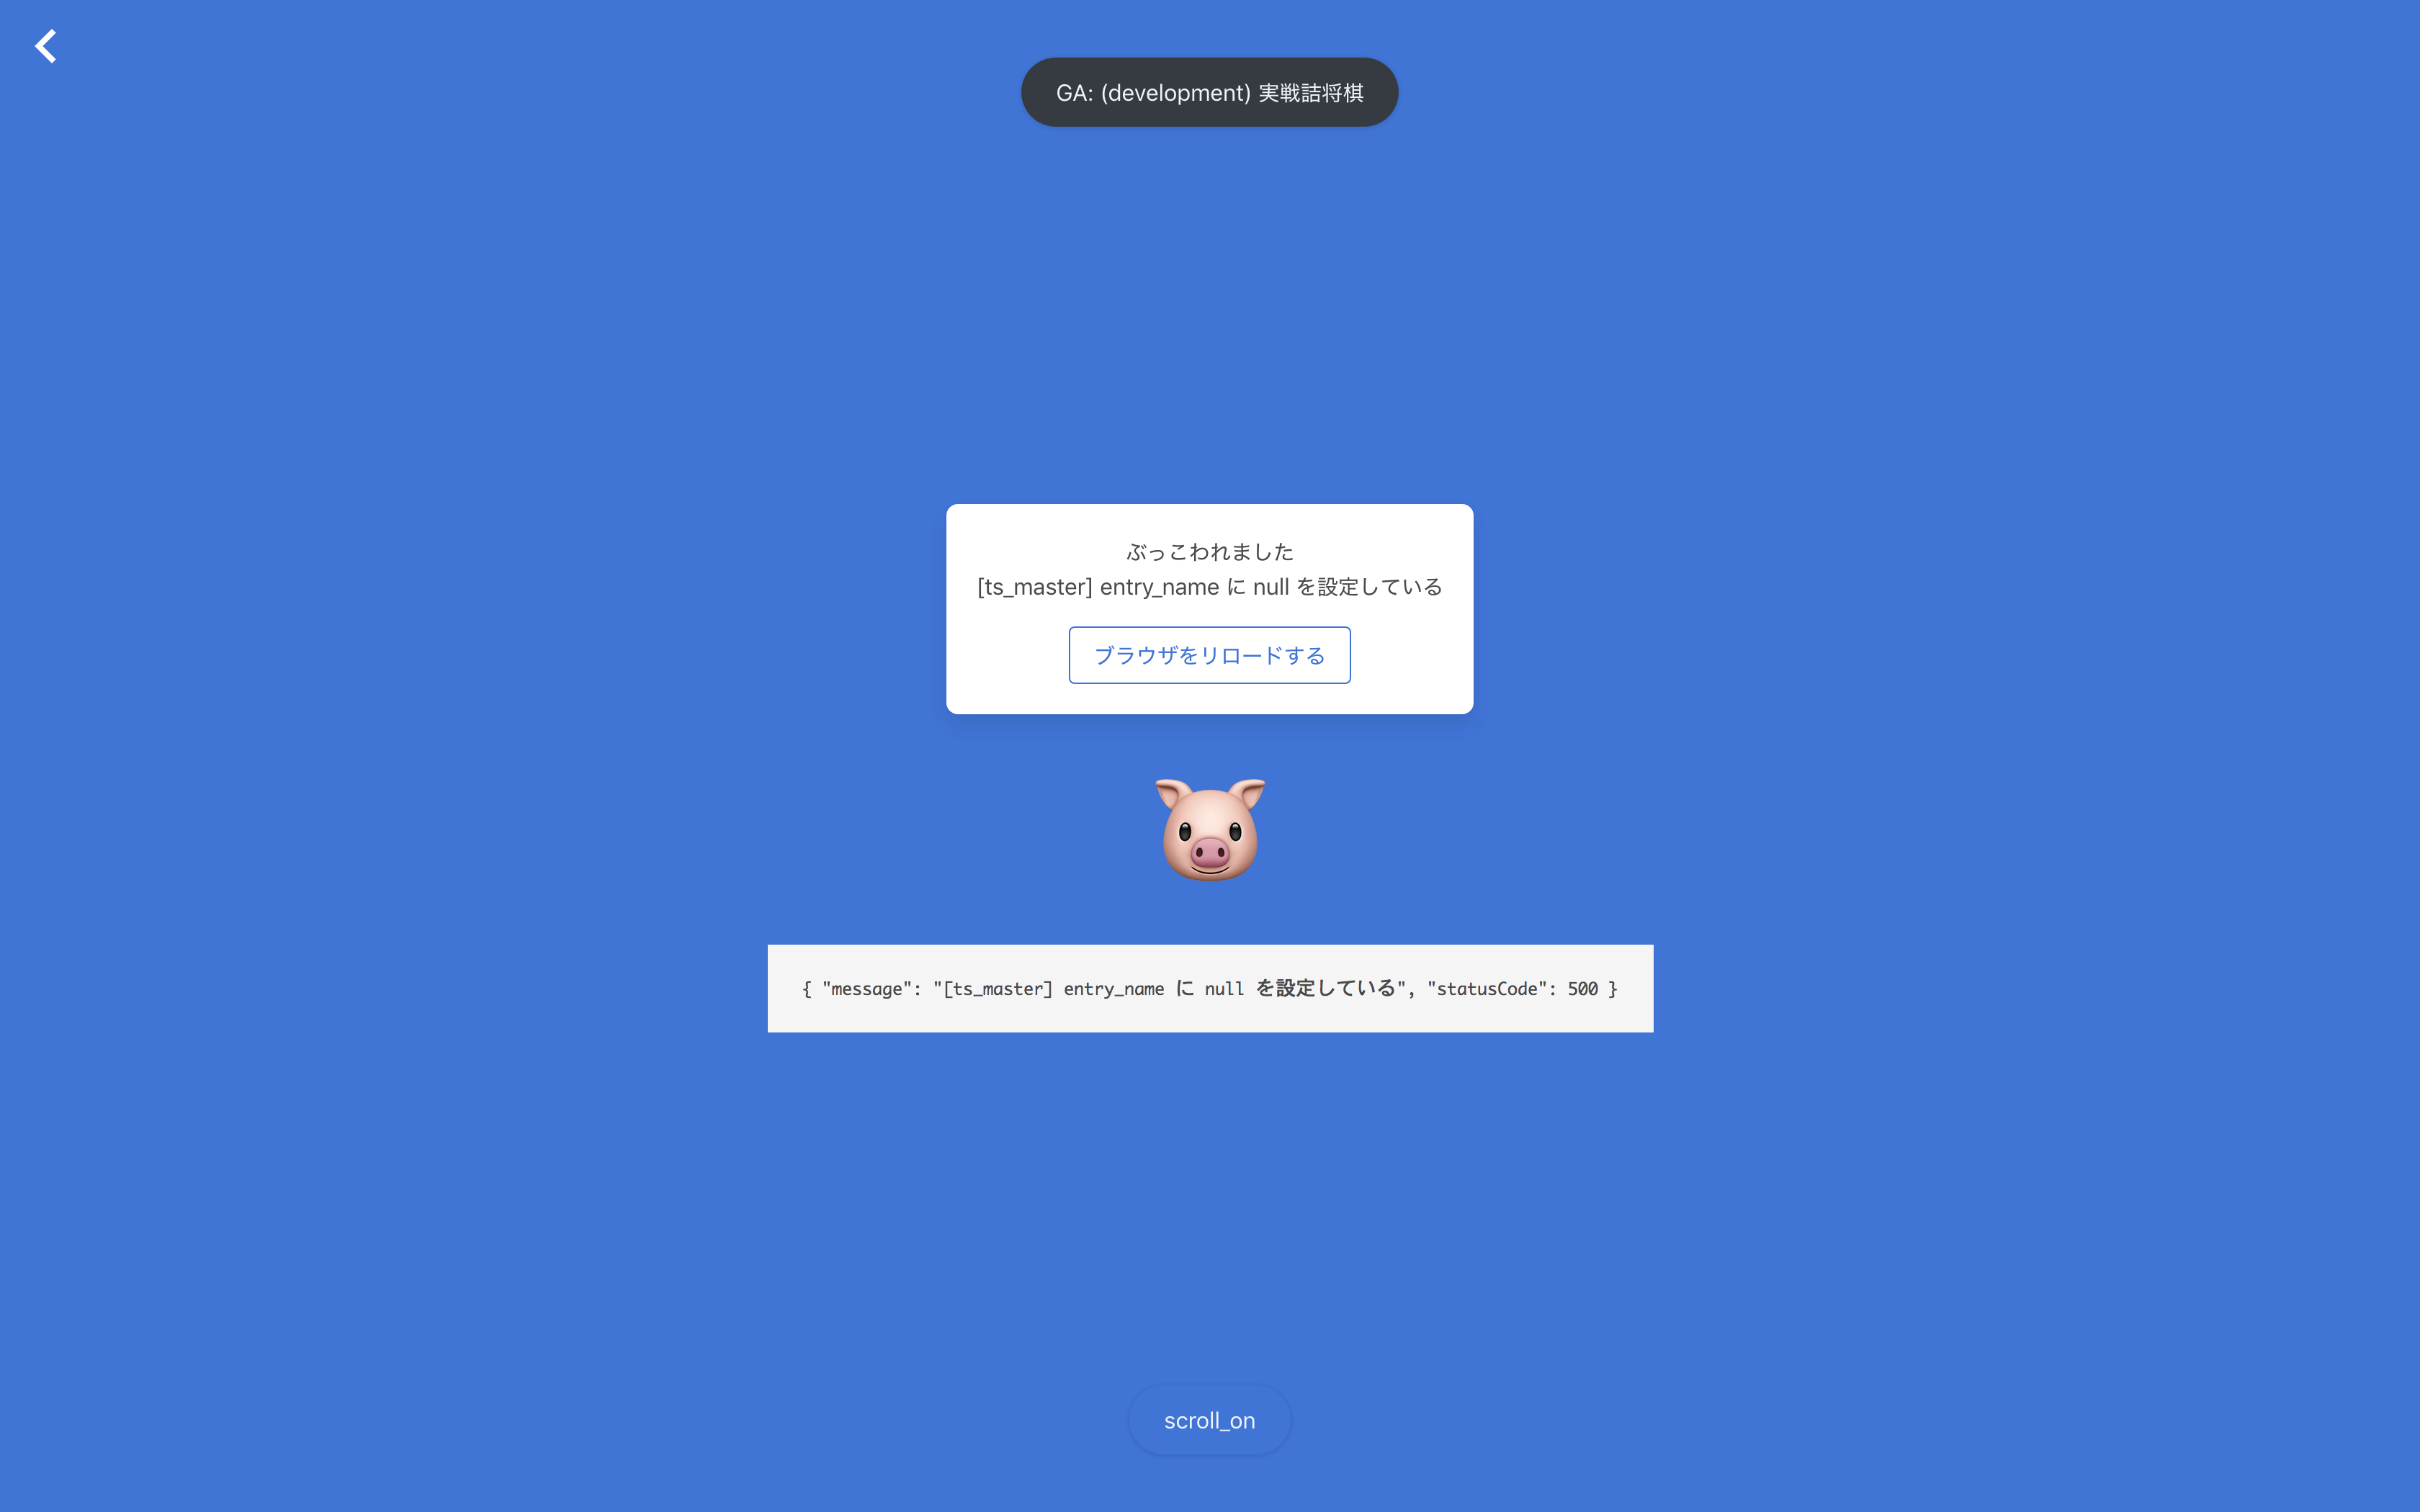 GA: (development) 実戦詰将棋
ぶっこわれました
[ts_master] entry_name に null を設定している
ブラウザをリロードする
{ "message": "[ts_master] entry_name に null を設定している", "statusCode": 500 }
scroll_on